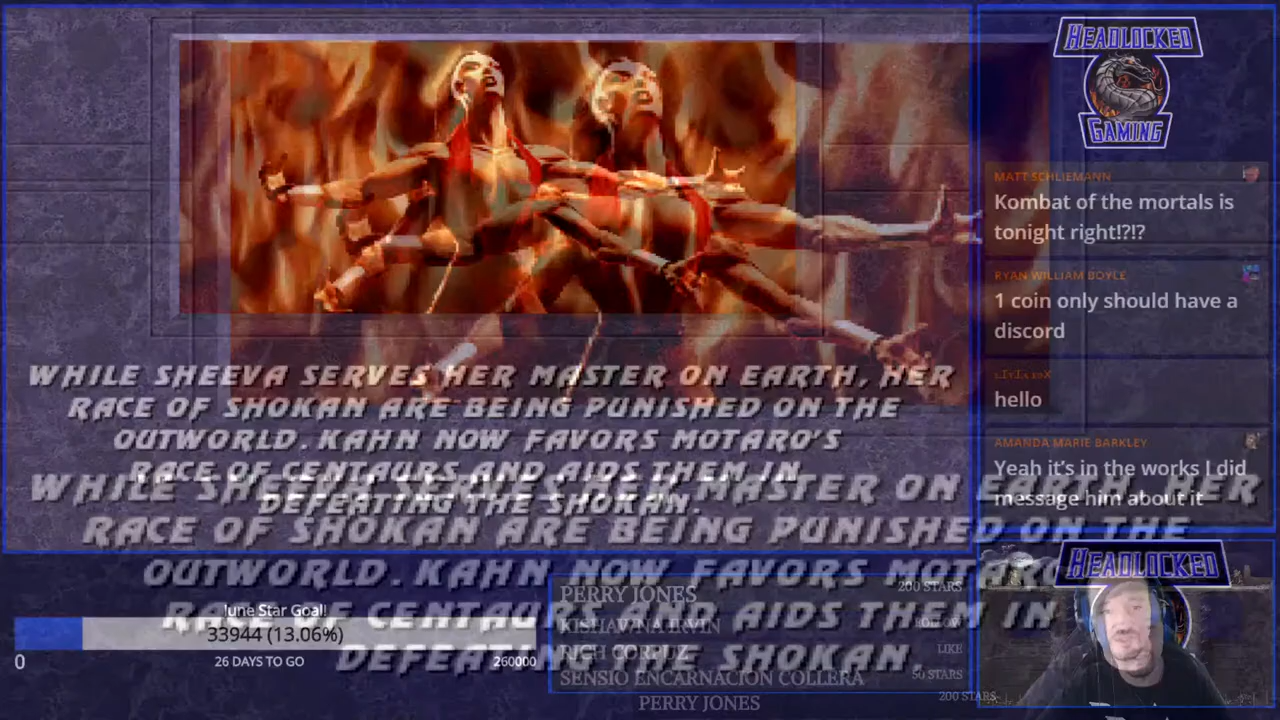 HEADLOCKED
GAMING
MATT SCHLIEMANN
Kombat of the mortals is
tonight right!?!?
RYAN WILLIAM BOYLE
1 coin only should have a
discord
hello
AMANDA MARIE BARKLEY
Yeah it's in the works I did
message him about it
WHILE SHEEVA SERVES HER MASTER ON EARTH, HER
RACE OF SHOKAN ARE BEING PUNISHED ON THE
OUTWORLD. KAHN NOW FAVORS MOTARO'S
RACE OF CENTAURS AND AIDS THEM IN
DEFEATING THE SHOKAN.
WHILE SHEEVA MASTER ON EARTH, HER
RACE OF SHOKAN ARE BEING PUNISHED ON THE
OUTWORLD. KAHN NOW FAVORS MOTARO
RACE OF CENTAURS AND AIDS THEM IN
DEFEATING THE SHOKAN.
June Star Goal!
33944 (13.06%)
0
26 DAYS TO GO
260000
PERRY JONES
200 STARS
KISHAWNA IRVIN
FOLLOW
RICH CORPUZ
LIKE
SENSIO ENCARNACION COLLERA
50 STARS
PERRY JONES
200 STARS
HEADLOCKED